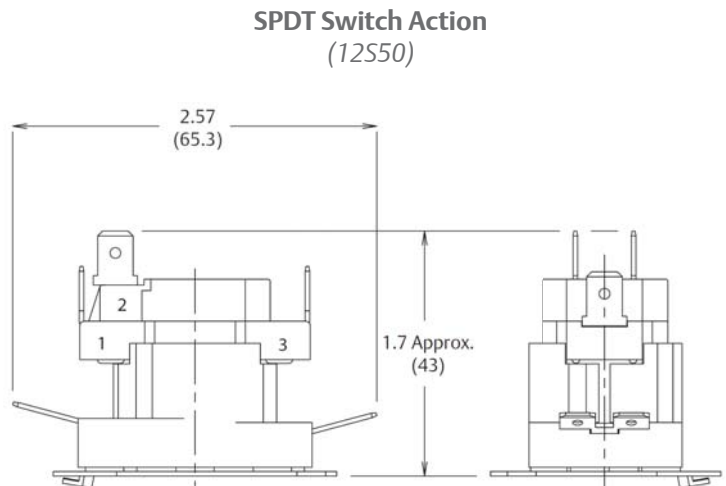 SPDT Switch Action
(12S50)
2.57
(65.3)
2
1
3
1.7 Approx.
(43)